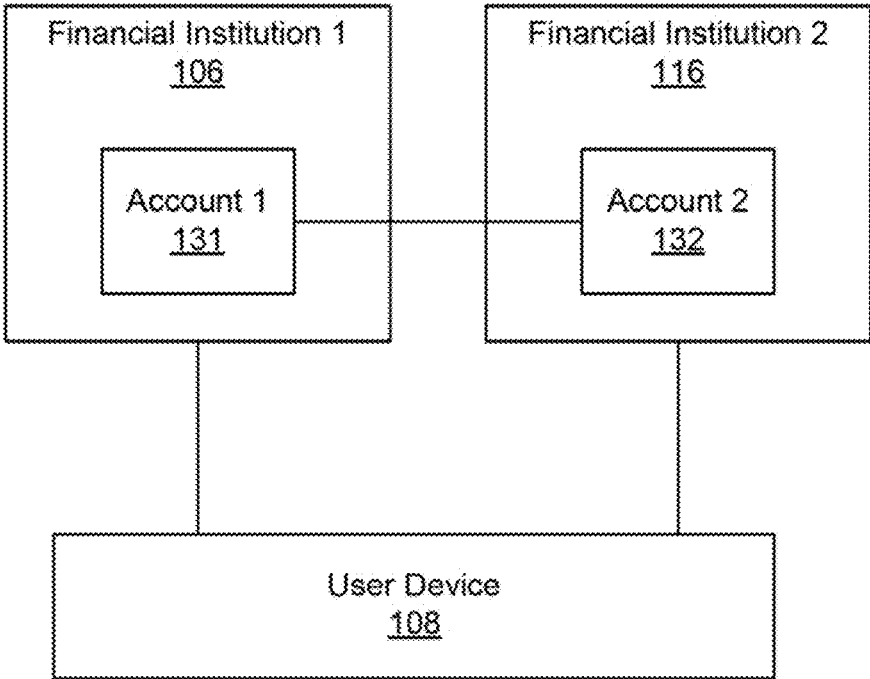 Financial Institution 1
106
Account 1
131
Financial Institution 2
116
Account 2
132
User Device
108